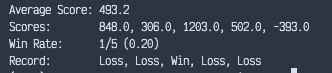 Average Score: 493.2
Scores: 848.0, 306.0, 1203.0, 502.0, -393.0
Win Rate: 1/5 (0.20)
Record: Loss, Loss, Win, Loss, Loss